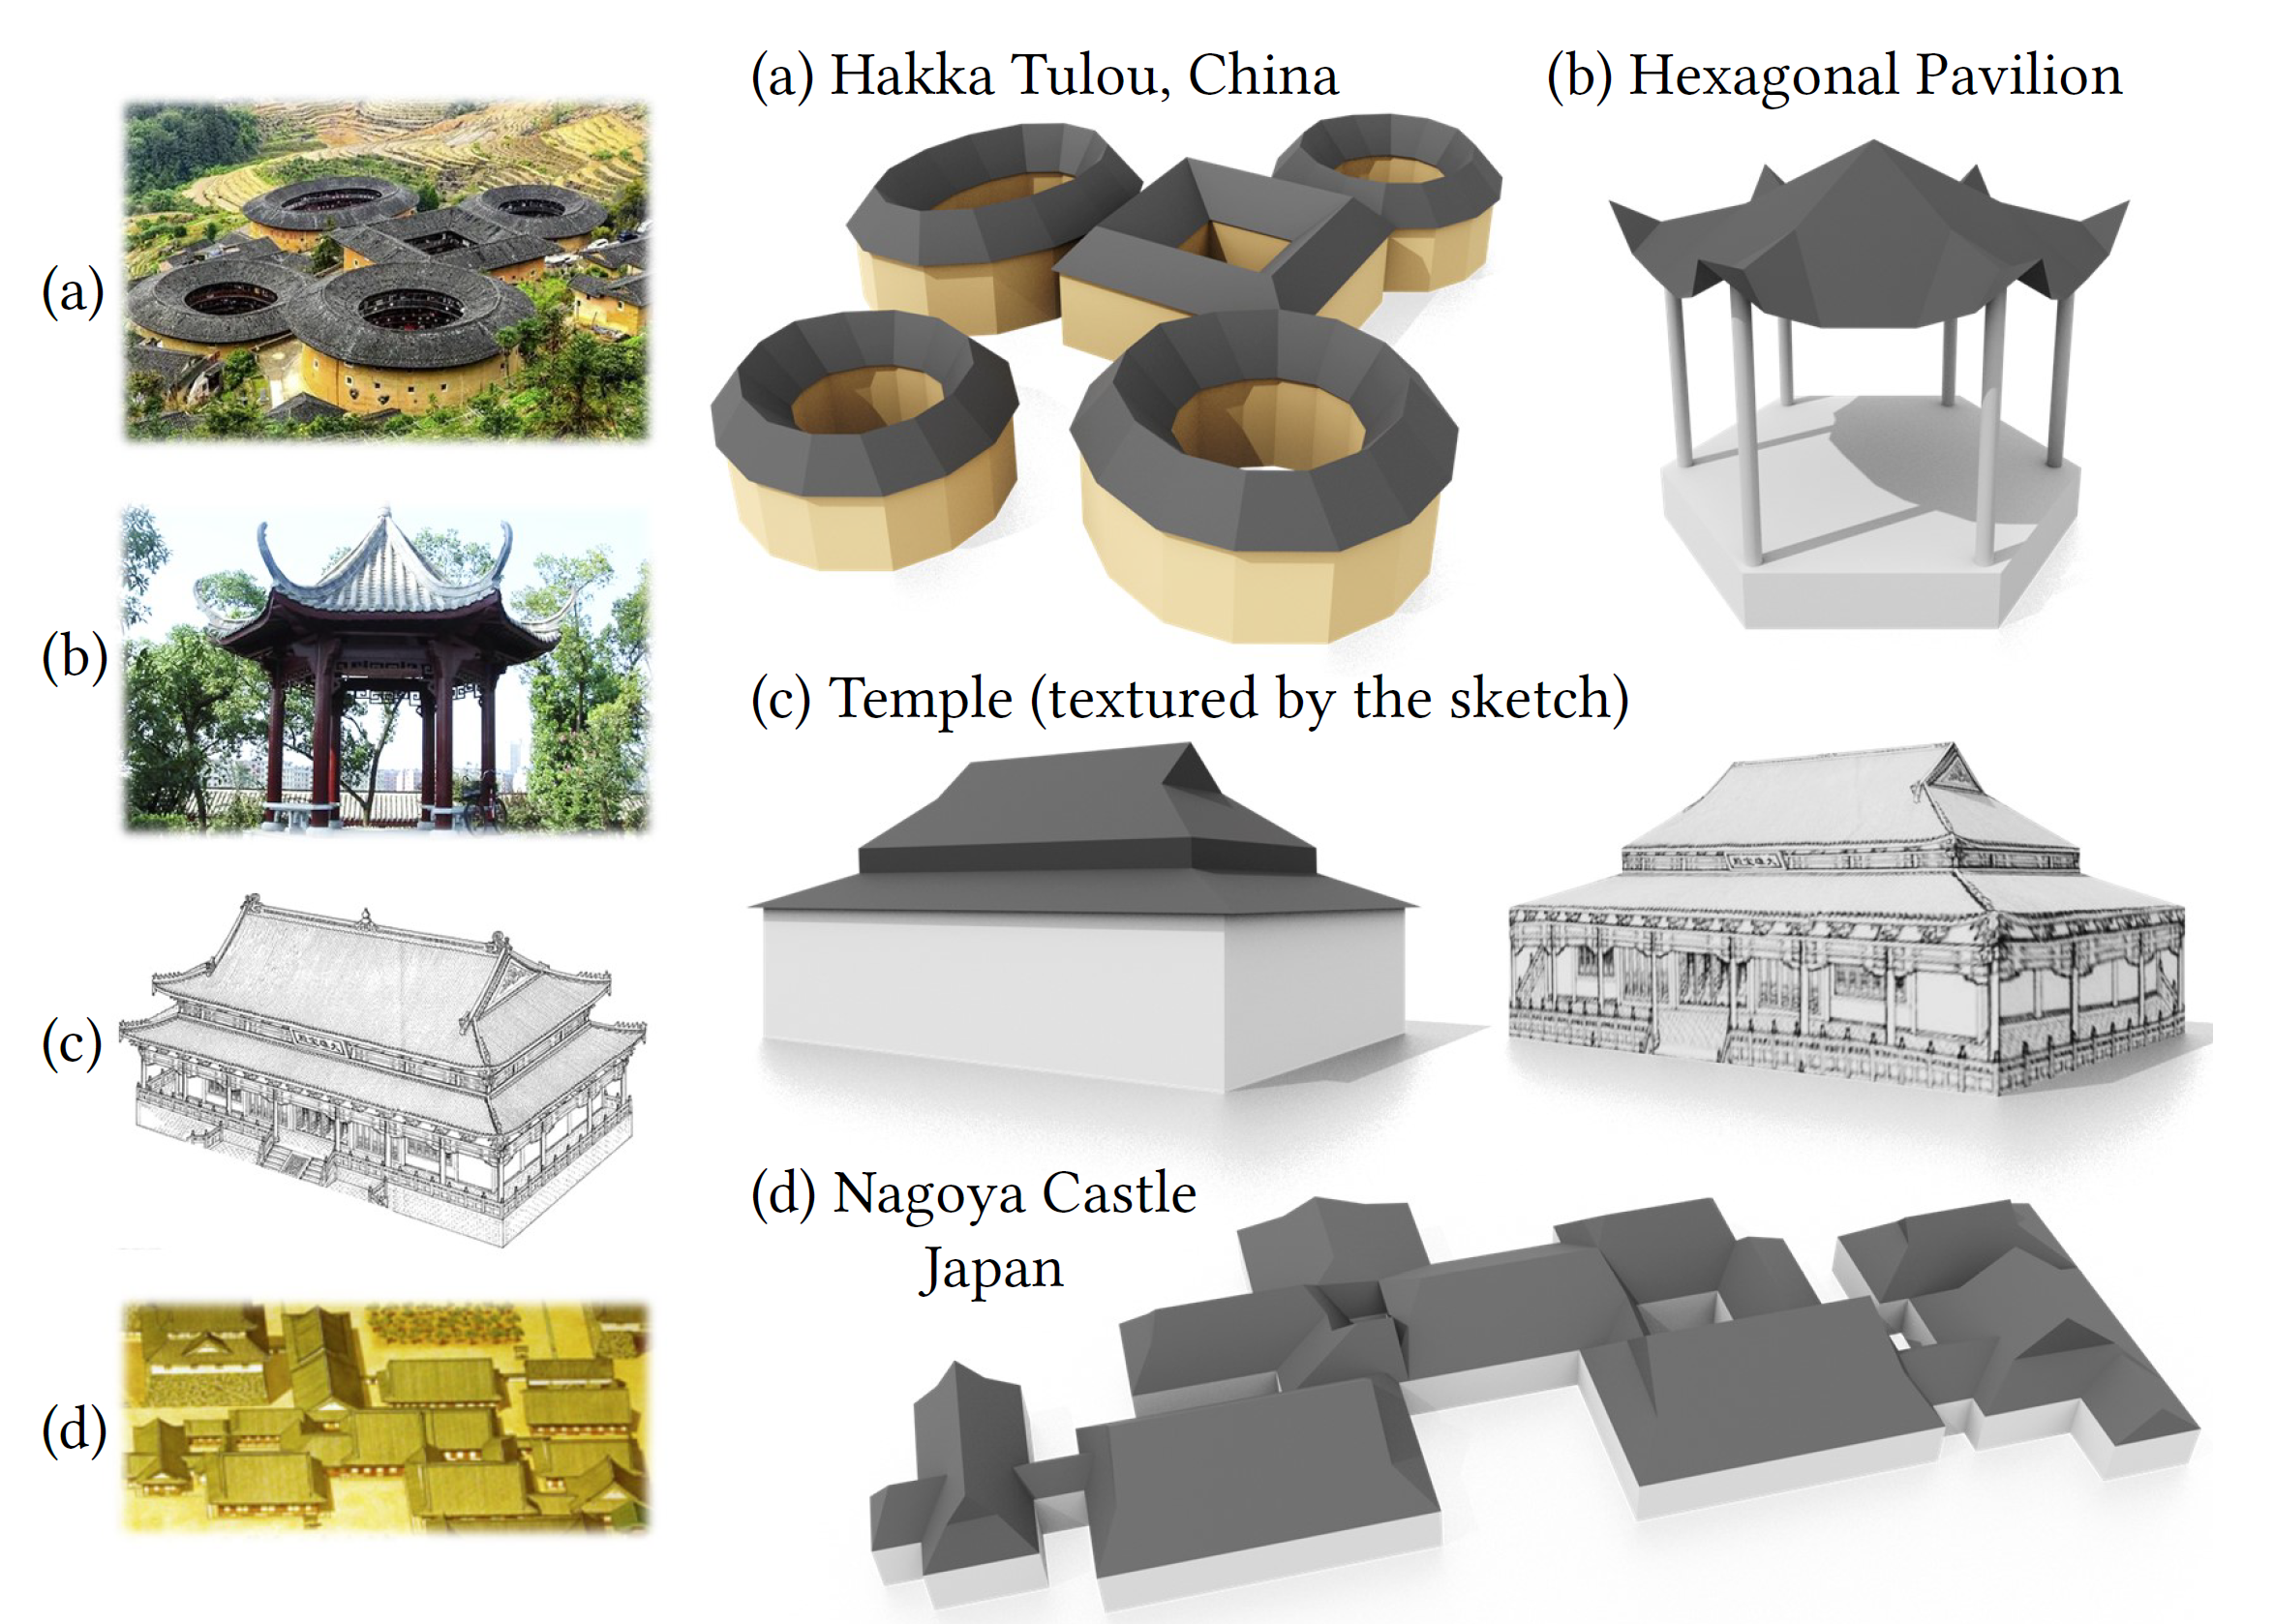 (a) Hakka Tulou, China
(b) Hexagonal Pavilion
(a)
(b)
(c) Temple (textured by the sketch)
(c)
(d) Nagoya Castle
Japan
(d)